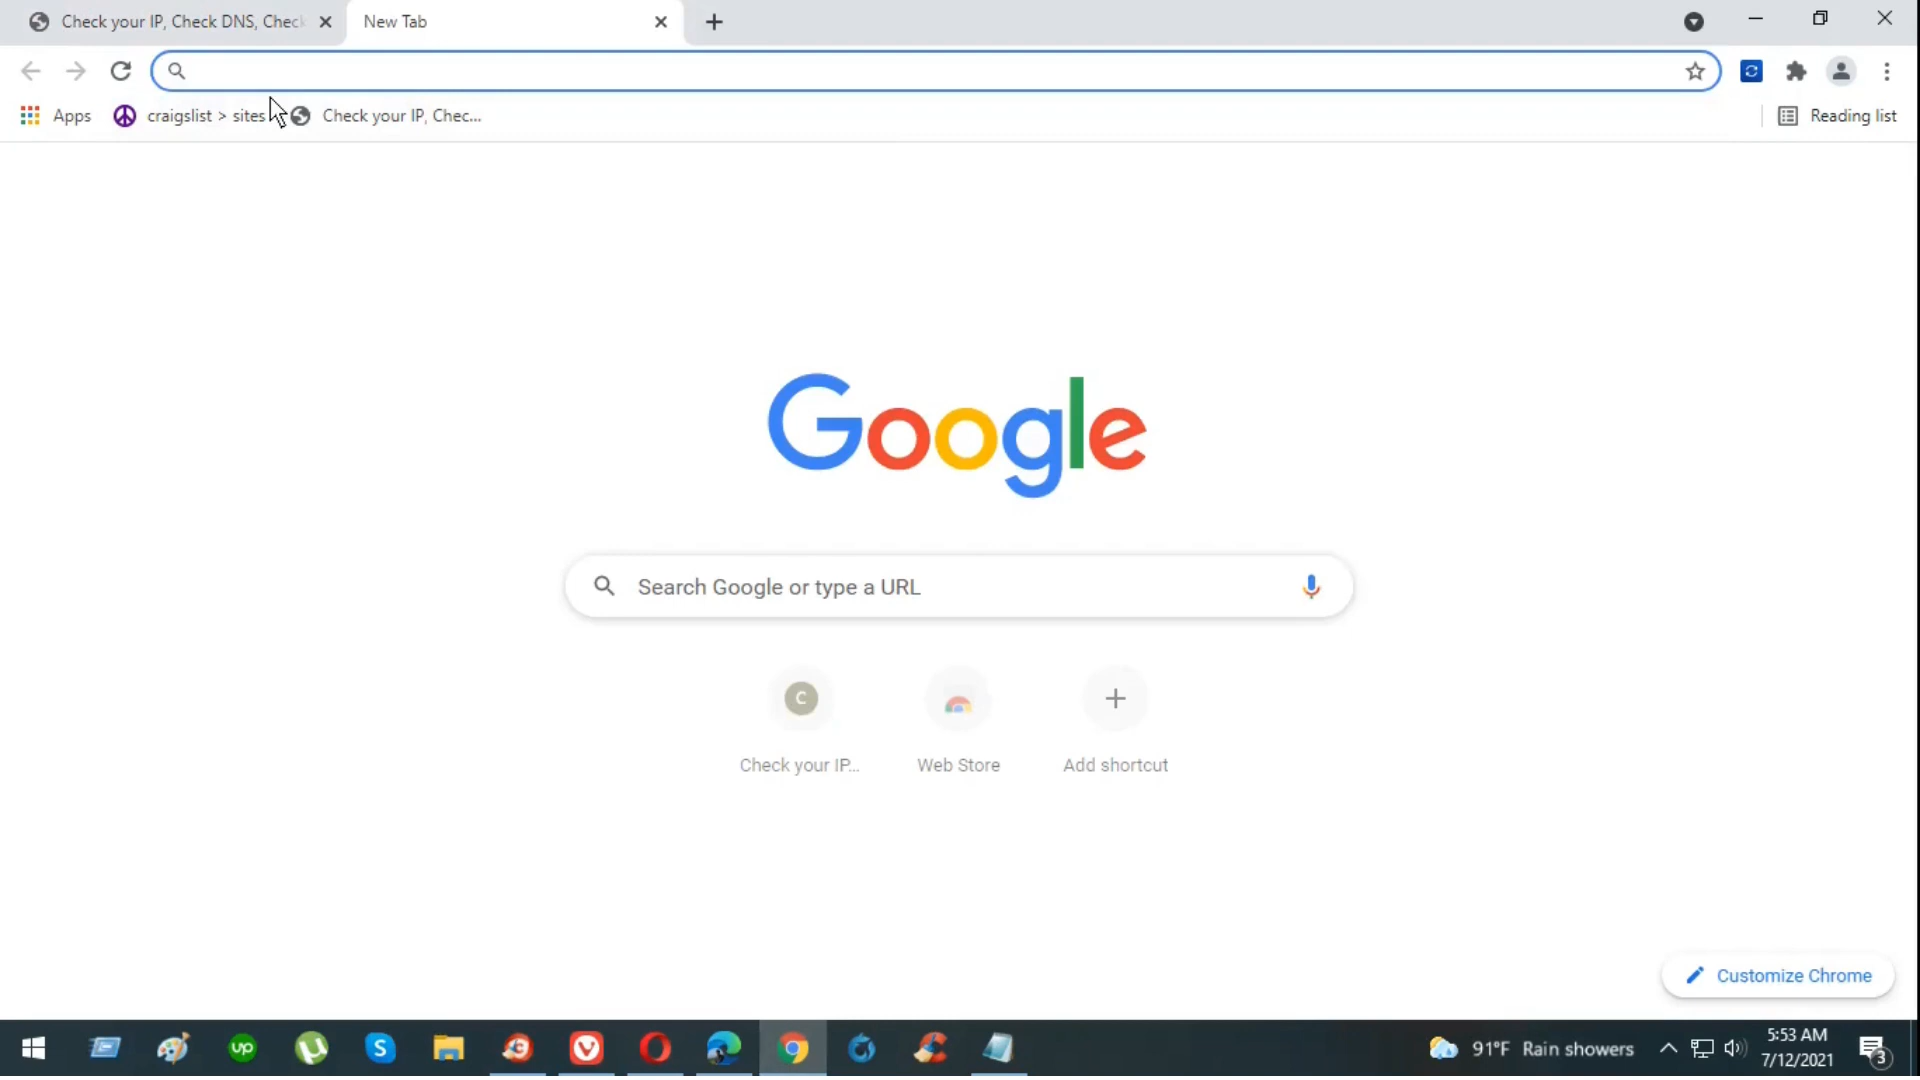 Check your IP, Check DNS, Check
New Tab
Apps
craigslist > sites
Check your IP, Chec...
Reading list
Google
Search Google or type a URL
C
Check your IP...
Web Store
Add shortcut
Customize Chrome
up
S
91°F Rain showers
5:53 AM
7/12/2021
3